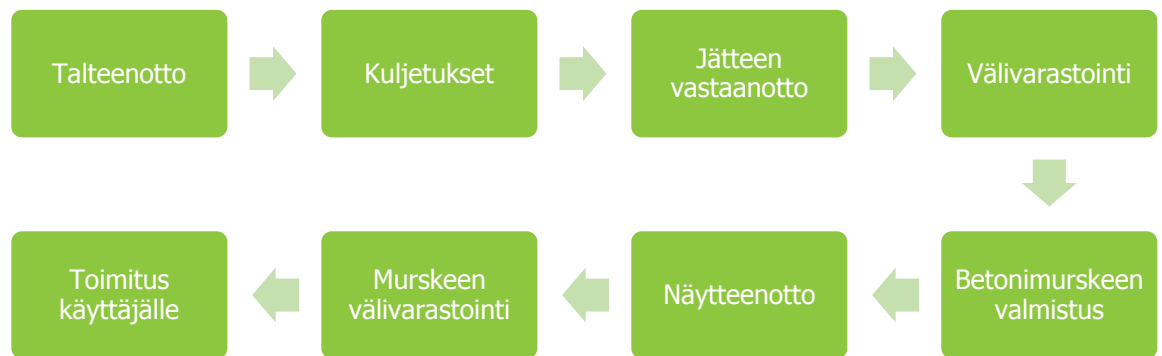 Talteenotto
Kuljetukset
Jätteen
vastaanotto
Välivarastointi
Betonimurskeen
valmistus
Näytteenotto
Murskeen
välivarastointi
Toimitus
käyttäjälle